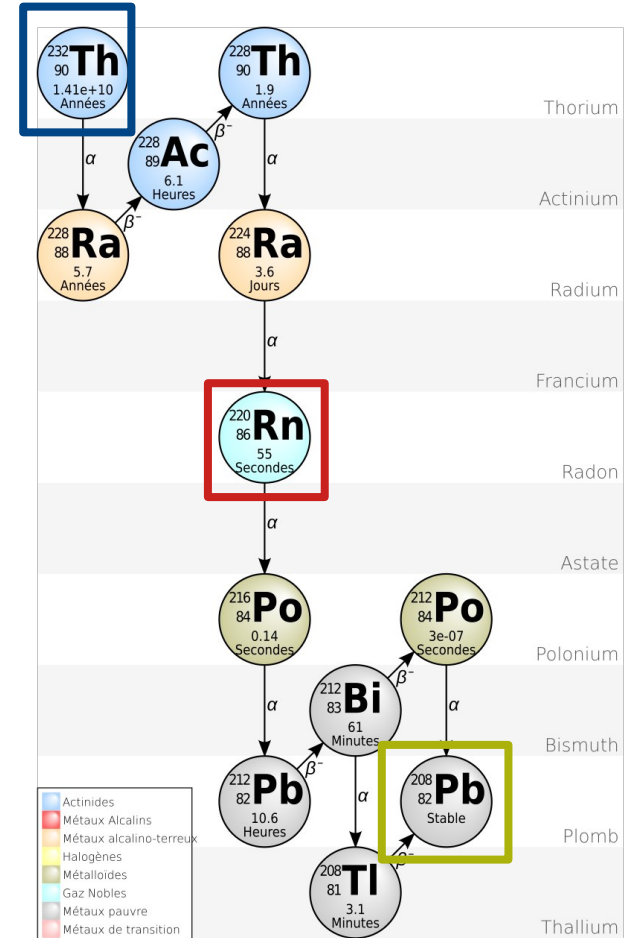 232
90 Th
1.41e+10
Années
228
90 Th
1.9
Années
Thorium
α
β⁻
α
228
89 Ac
6.1
Heures
Actinium
β⁻
228
88 Ra
5.7
Années
224
88 Ra
3.6
Jours
Radium
α
Francium
220
86 Rn
55
Secondes
Radon
α
Astate
216
84 Po
0.14
Secondes
212
84 Po
3e-07
Secondes
Polonium
α
β⁻
α
212
83 Bi
61
Minutes
Bismuth
β⁻
212
82 Pb
10.6
Heures
α
208
82 Pb
Stable
Plomb
β⁻
208
81 Tl
3.1
Minutes
Thallium
Actinides
Métaux Alcalins
Métaux alcalino-terreux
Halogènes
Métalloides
Gaz Nobles
Métaux pauvre
Métaux de transition